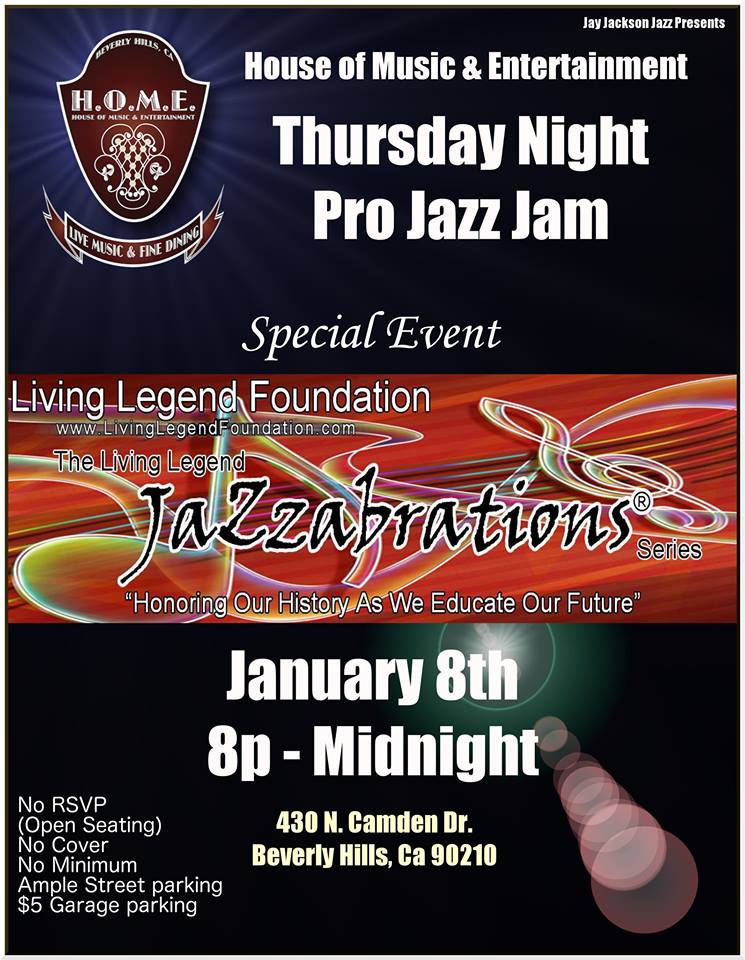 Jay Jackson Jazz Presents
BEVERLY HILLS, CA
H.O.M.E.
HOUSE OF MUSIC & ENTERTAINMENT
LIVE MUSIC & FINE DINING
House of Music & Entertainment
Thursday Night
Pro Jazz Jam
Special Event
Living Legend Foundation
www.LivingLegendFoundation.com
The Living Legend
JaZzabrations®
Series
“Honoring Our History As We Educate Our Future”
January 8th
8p - Midnight
No RSVP
(Open Seating)
No Cover
No Minimum
Ample Street parking
$5 Garage parking
430 N. Camden Dr.
Beverly Hills, Ca 90210